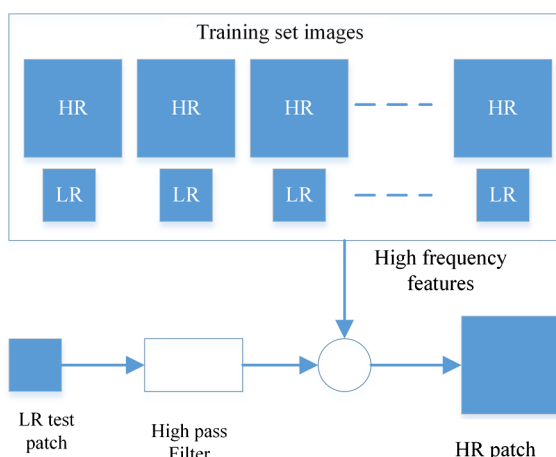 Training set images
HR HR HR HR
LR LR LR LR
High frequency
features
LR test
patch
High pass
Filter
HR patch